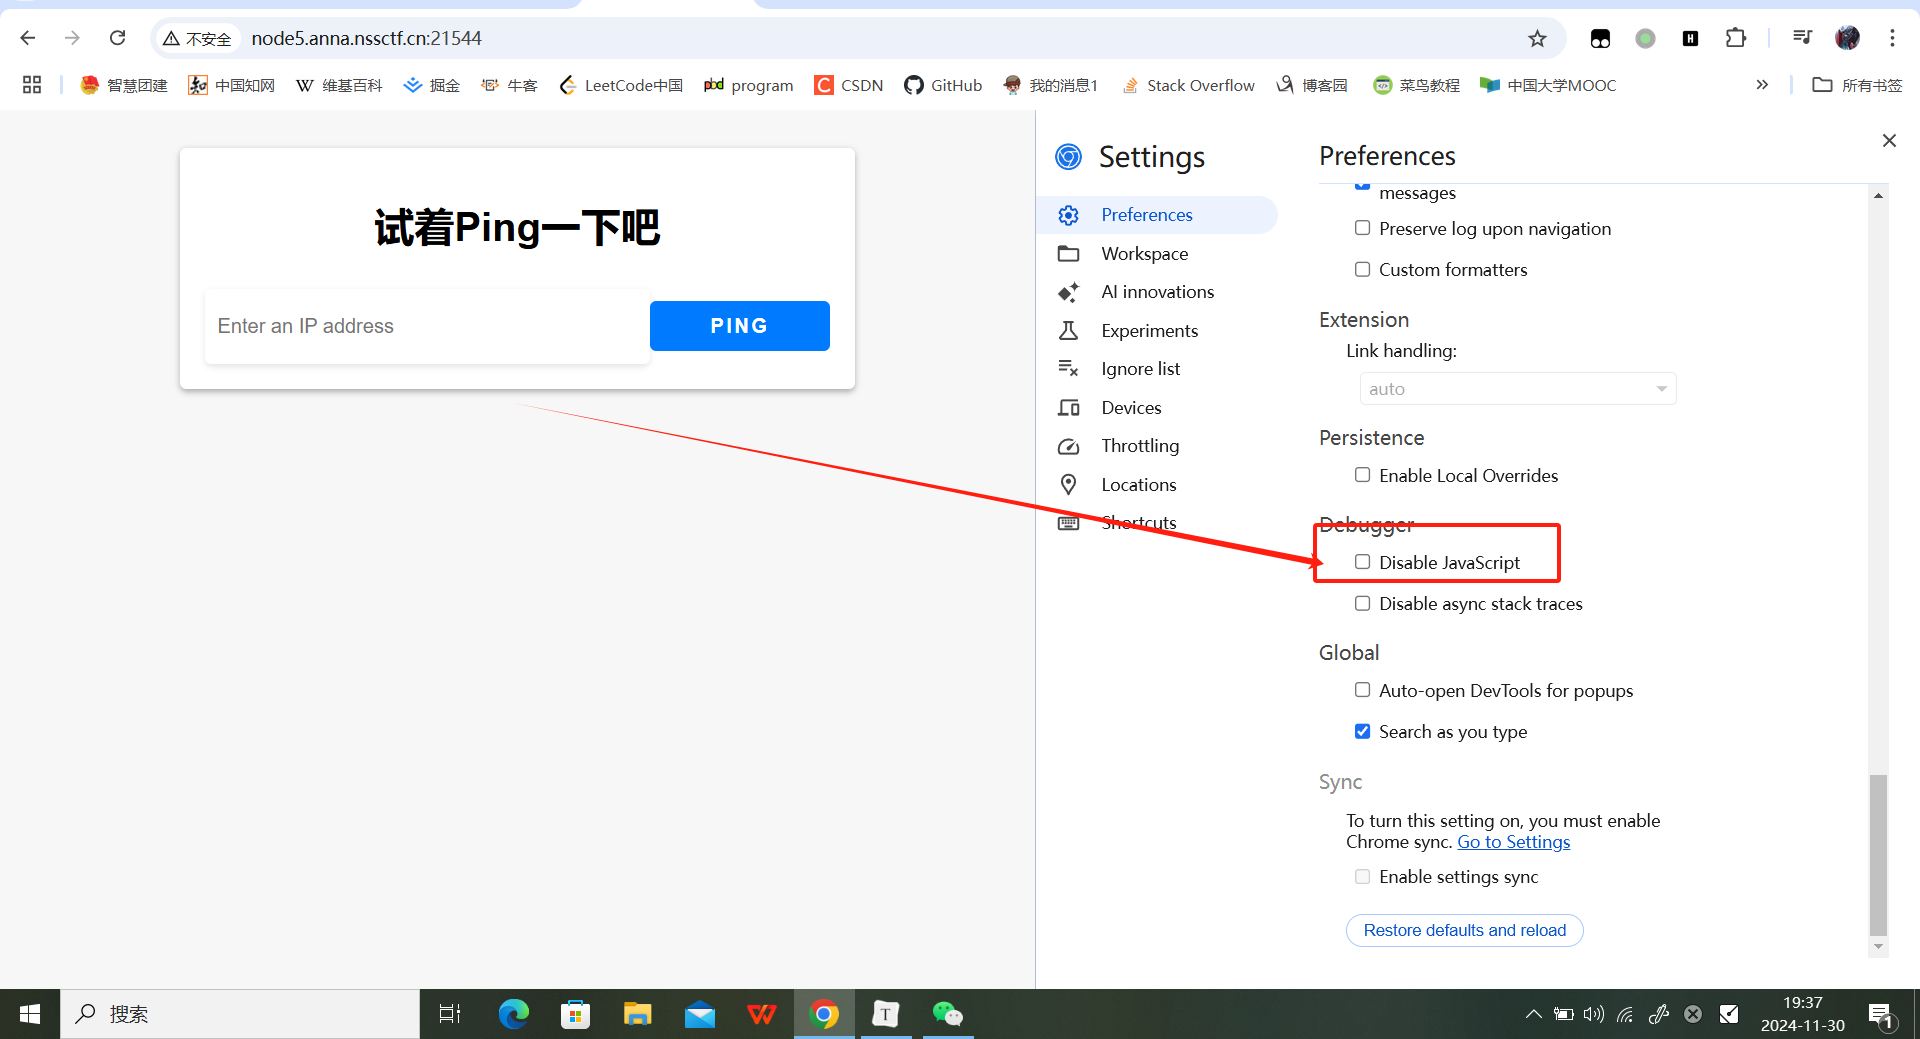 不安全 node5.anna.nssctf.cn:21544
智慧团建 中国知网 W 维基百科 掘金 牛客 LeetCode中国 pbd program C CSDN GitHub 我的消息1 Stack Overflow 博客园 菜鸟教程 中国大学MOOC 所有书签
试着Ping一下吧
Enter an IP address
PING
Settings
Preferences
Workspace
AI innovations
Experiments
Ignore list
Devices
Throttling
Locations
Shortcuts
Preferences
messages
Preserve log upon navigation
Custom formatters
Extension
Link handling:
auto
Persistence
Enable Local Overrides
Debugger
Disable JavaScript
Disable async stack traces
Global
Auto-open DevTools for popups
Search as you type
Sync
To turn this setting on, you must enable
Chrome sync. Go to Settings
Enable settings sync
Restore defaults and reload
搜索
T
19:37
2024-11-30
1